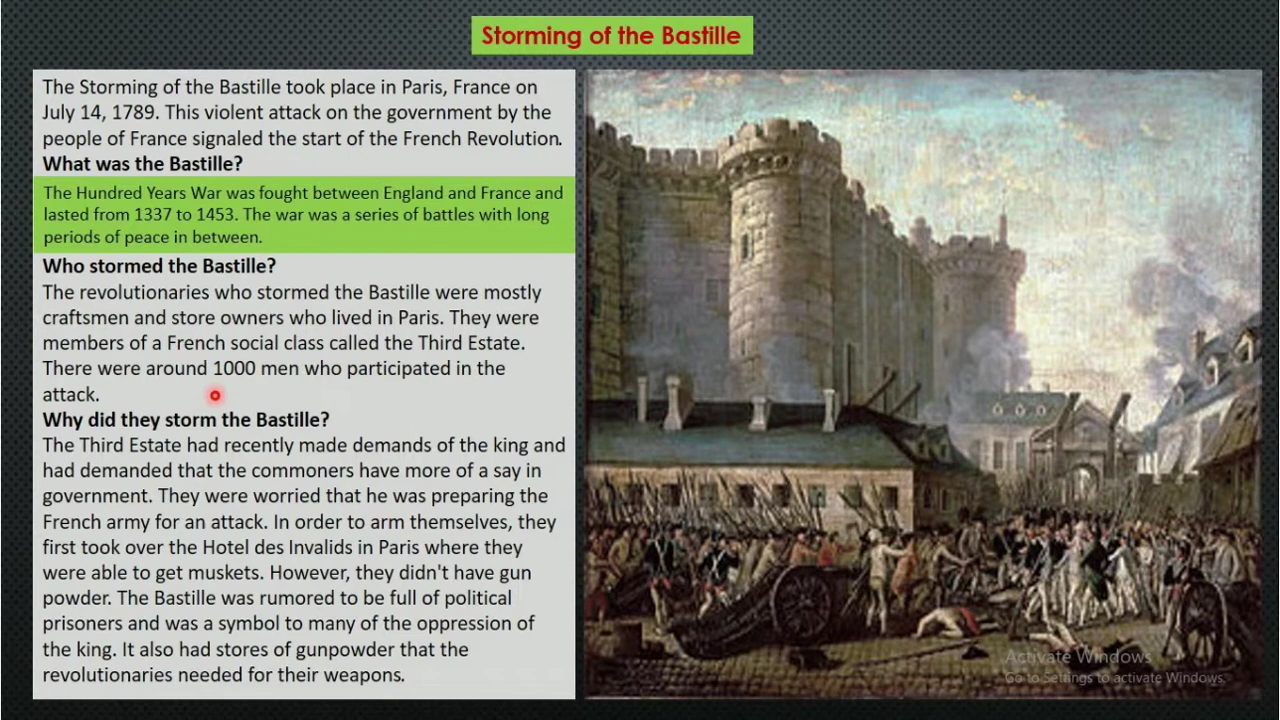 Storming of the Bastille
The Storming of the Bastille took place in Paris, France on
July 14, 1789. This violent attack on the government by the
people of France signaled the start of the French Revolution.
What was the Bastille?
The Hundred Years War was fought between England and France and
lasted from 1337 to 1453. The war was a series of battles with long
periods of peace in between.
Who stormed the Bastille?
The revolutionaries who stormed the Bastille were mostly
craftsmen and store owners who lived in Paris. They were
members of a French social class called the Third Estate.
There were around 1000 men who participated in the
attack.
Why did they storm the Bastille?
The Third Estate had recently made demands of the king and
had demanded that the commoners have more of a say in
government. They were worried that he was preparing the
French army for an attack. In order to arm themselves, they
first took over the Hotel des Invalids in Paris where they
were able to get muskets. However, they didn't have gun
powder. The Bastille was rumored to be full of political
prisoners and was a symbol to many of the oppression of
the king. It also had stores of gunpowder that the
revolutionaries needed for their weapons.
Activate Windows
Go to Settings to activate Windows.